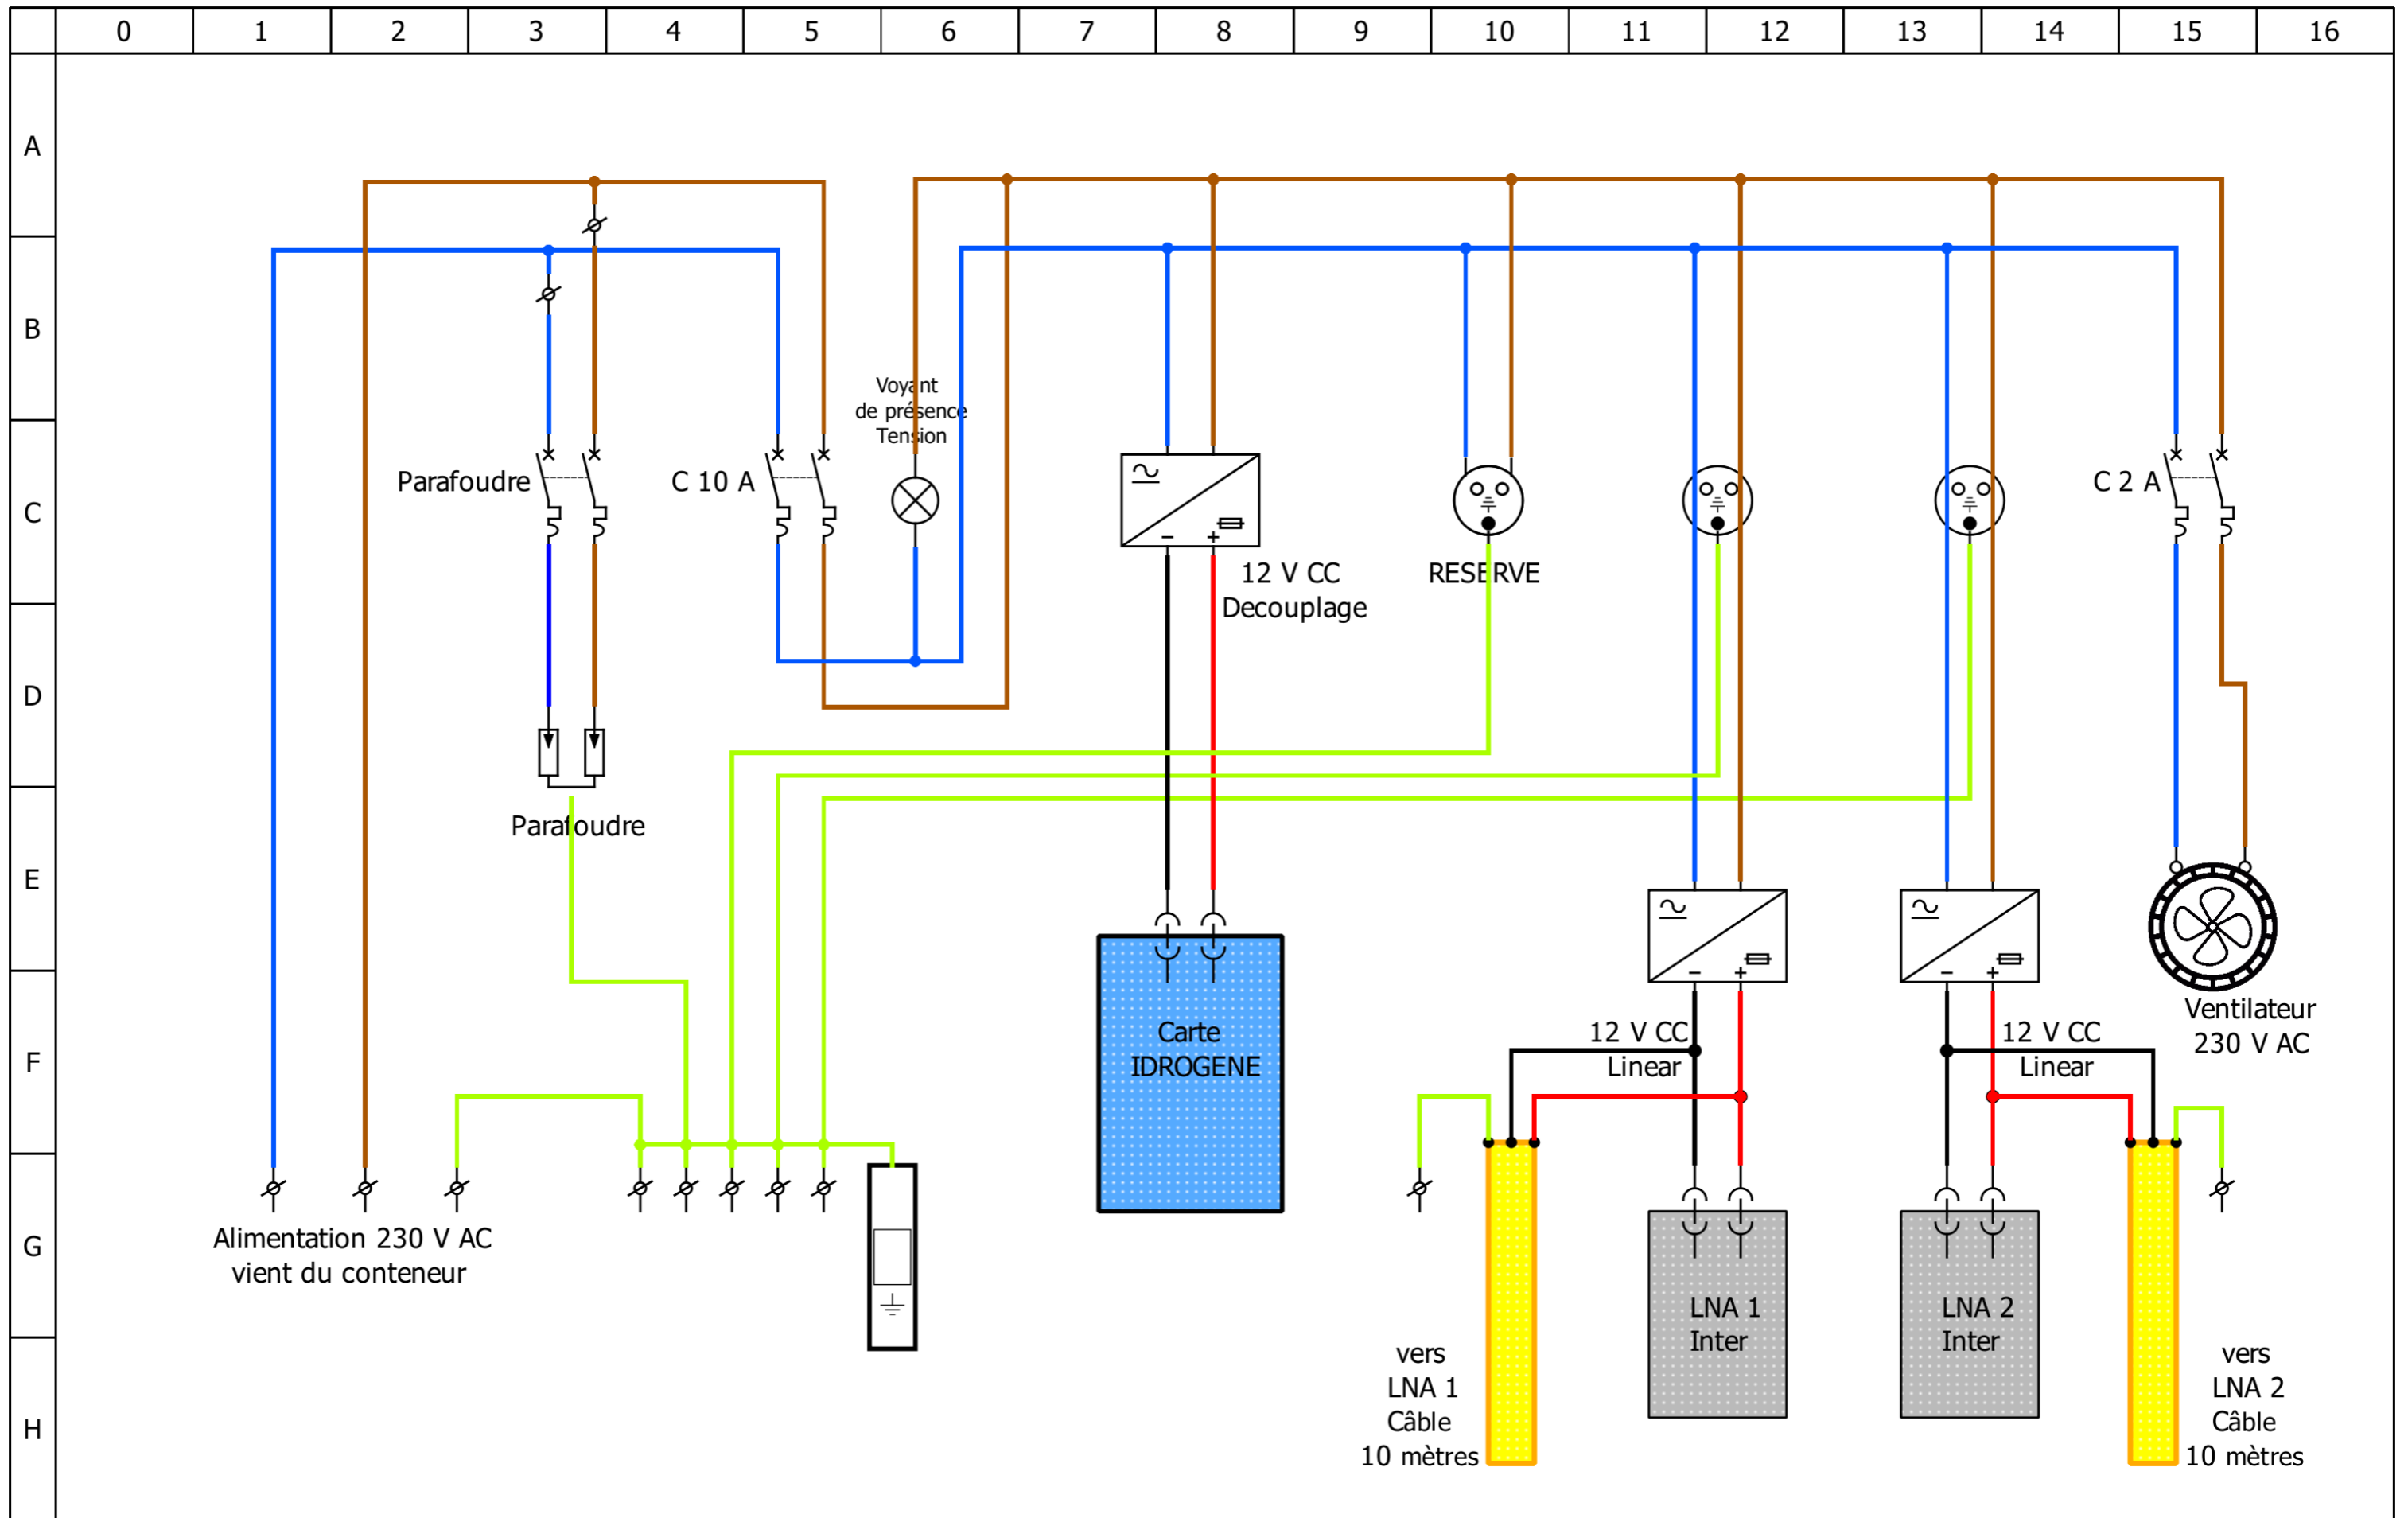 0 1 2 3 4 5 6 7 8 9 10 11 12 13 14 15 16
A
B
C
D
E
F
G
H
Voyant
de présence
Tension
Parafoudre
C 10 A
C 2 A
12 V CC
Decouplage
RESERVE
Parafoudre
Carte
IDROGENE
12 V CC
Linear
12 V CC
Linear
Ventilateur
230 V AC
Alimentation 230 V AC
vient du conteneur
LNA 1
Inter
LNA 2
Inter
vers
LNA 1
Câble
10 mètres
vers
LNA 2
Câble
10 mètres